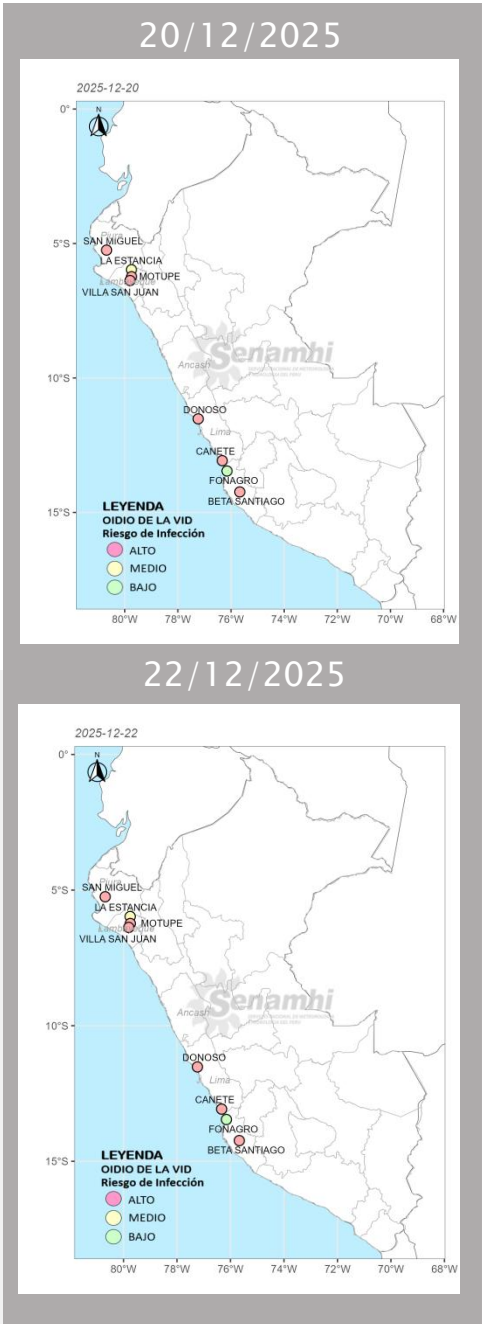 20/12/2025
2025-12-20
N
0°
Piura
SAN MIGUEL
5°S
LA ESTANCIA
MOTUPE
VILLA SAN JUAN
Senamhi
Ancash
10°S
DONOSO
Lima
CANETE
FONAGRO
BETA SANTIAGO
LEYENDA
15°S
OIDIO DE LA VID
Riesgo de Infección
ALTO
MEDIO
BAJO
80°W 78°W 76°W 74°W 72°W 70°W 68°W
22/12/2025
2025-12-22
N
0°
Piura
SAN MIGUEL
5°S
LA ESTANCIA
MOTUPE
VILLA SAN JUAN
Senamhi
Ancash
10°S
DONOSO
Lima
CANETE
FONAGRO
BETA SANTIAGO
LEYENDA
15°S
OIDIO DE LA VID
Riesgo de Infección
ALTO
MEDIO
BAJO
80°W 78°W 76°W 74°W 72°W 70°W 68°W